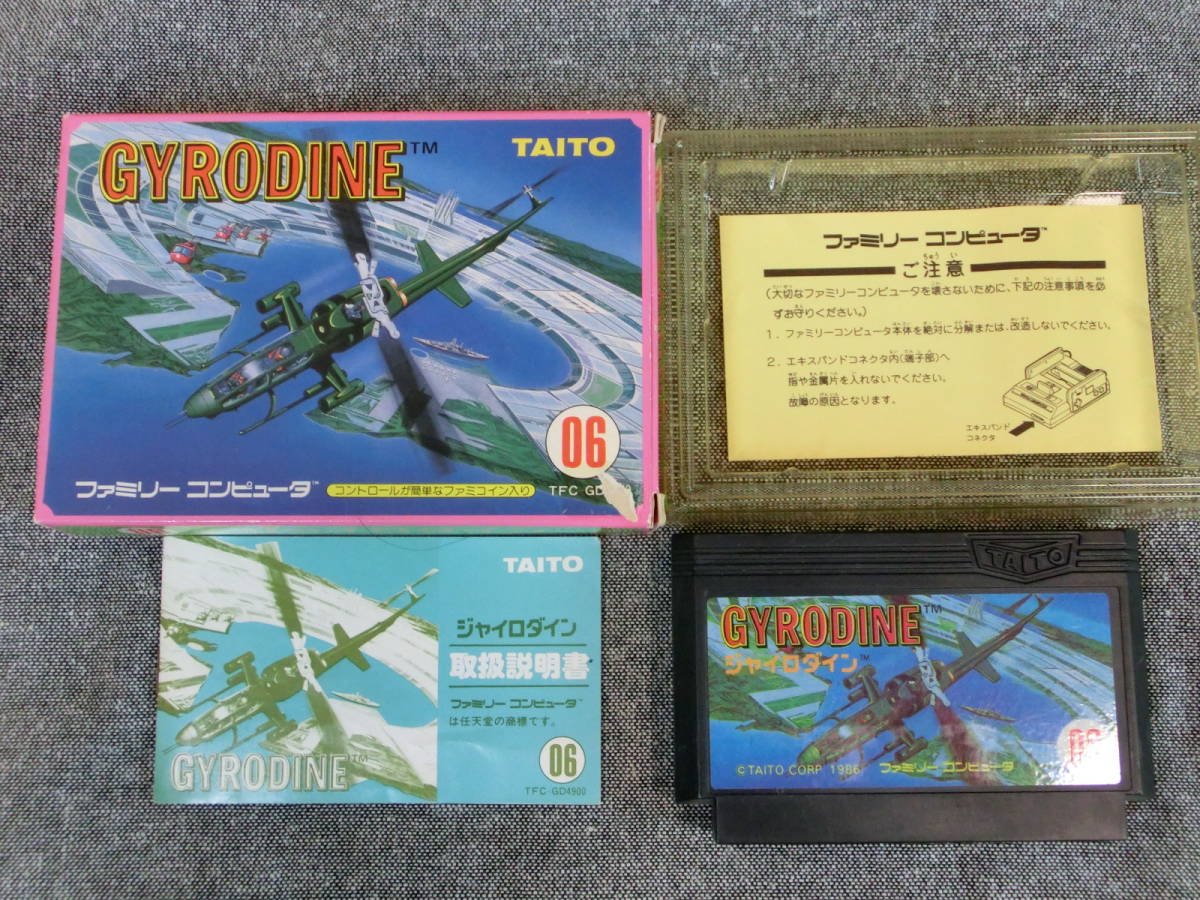 GYRODINE™
TAITO
06
ファミリー コンピュータ™
コントロールが簡単なファミコイン入り
TFC GD
ファミリー コンピュータ™
ちゅうい
ご注意
(大切なファミリーコンピュータを壊さないために、下記の注意事項を必
ずお守りください。)
1. ファミリーコンピュータ本体を絶対に分解または、改造しないでください。
2. エキスパンドコネクタ内(端子部)へ
指や金属片を入れないでください。
故障の原因となります。
エキスパンド
コネクタ
TAITO
ジャイロダイン
取扱説明書
ファミリー コンピュータ™
は任天堂の商標です。
GYRODINE™
06
TFC-GD4900
TAITO
GYRODINE™
ジャイロダイン™
06
©TAITO CORP 1986
ファミリー コンピュータ